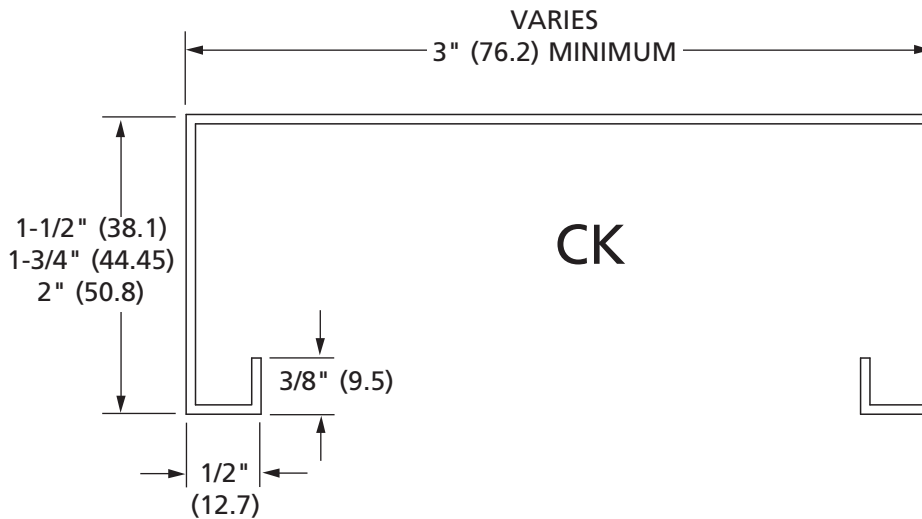 VARIES
3" (76.2) MINIMUM
1-1/2" (38.1)
1-3/4" (44.45)
2" (50.8)
CK
3/8" (9.5)
1/2"
(12.7)